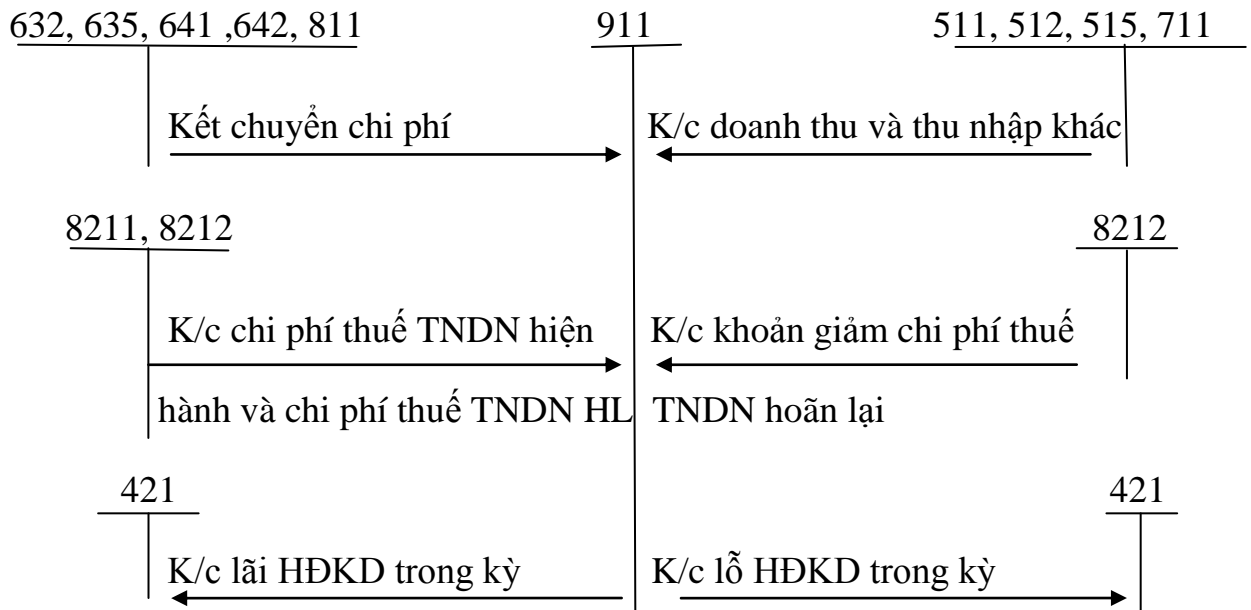 632, 635, 641 ,642, 811 911 511, 512, 515, 711
Kết chuyển chi phí K/c doanh thu và thu nhập khác
8211, 8212 8212
K/c chi phí thuế TNDN hiện K/c khoản giảm chi phí thuế
hành và chi phí thuế TNDN HL TNDN hoãn lại
421 421
K/c lãi HĐKD trong kỳ K/c lỗ HĐKD trong kỳ